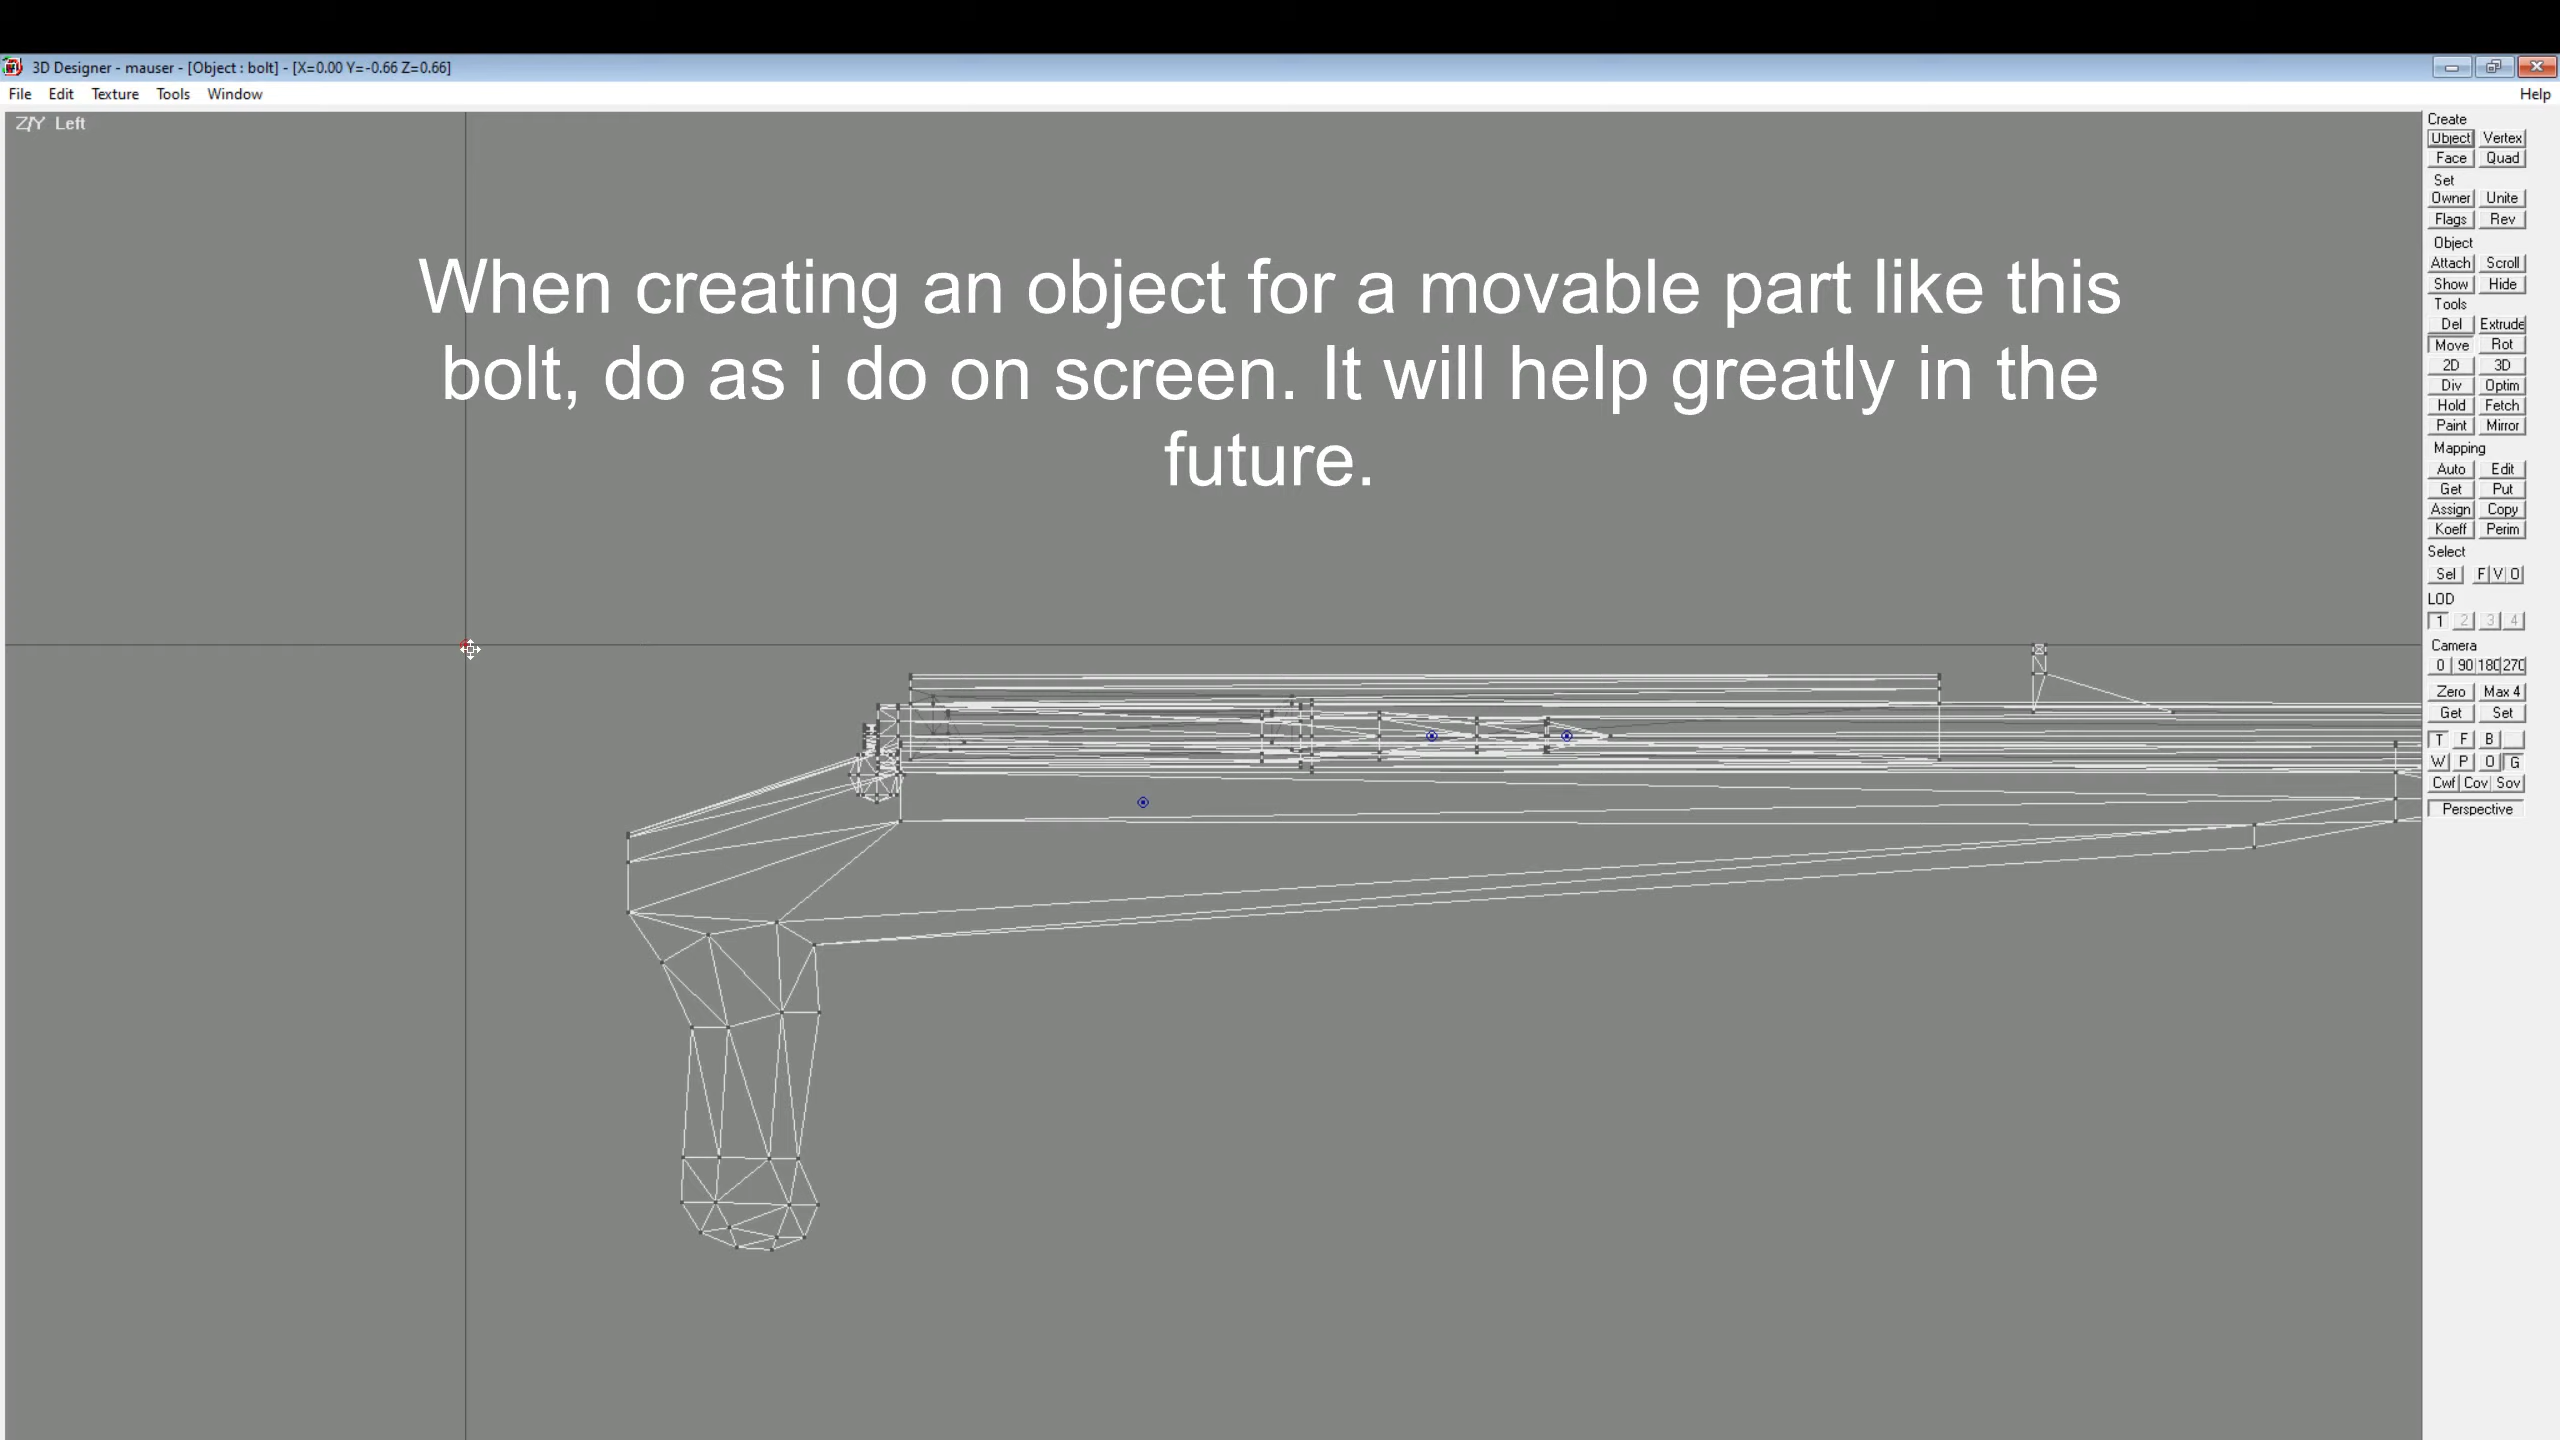 3D Designer - mauser - [Object : bolt] - [X=0.00 Y=-0.66 Z=0.66]
File Edit Texture Tools Window Help
Z/Y Left
When creating an object for a movable part like this
bolt, do as i do on screen. It will help greatly in the
future.
Create
Object Vertex
Face Quad
Set
Owner Unite
Flags Rev
Object
Attach Scroll
Show Hide
Tools
Del Extrude
Move Rot
2D 3D
Div Optim
Hold Fetch
Paint Mirror
Mapping
Auto Edit
Get Put
Assign Copy
Koeff Perim
Select
Sel F V O
LOD
1 2 3 4
Camera
0 90 180 270
Zero Max 4
Get Set
T F B
W P O G
Cwf Cov Sov
Perspective